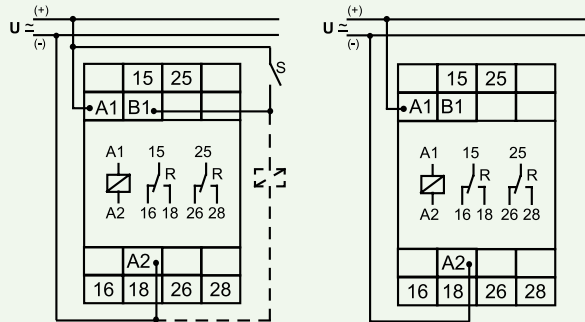 (+)
U ≂
(-)
S
15 25
A1 B1
A1 15 25
R R
A2 16 18 26 28
A2
16 18 26 28
(+)
U ≂
(-)
15 25
A1 B1
A1 15 25
R R
A2 16 18 26 28
A2
16 18 26 28